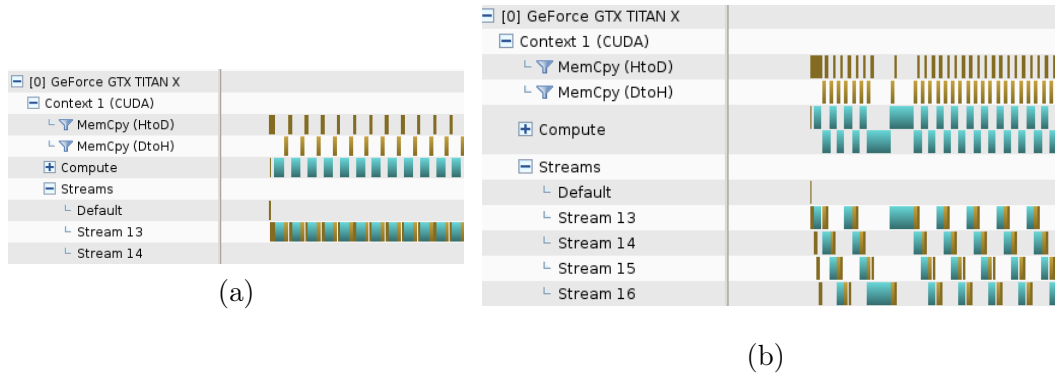 [0] GeForce GTX TITAN X
Context 1 (CUDA)
MemCpy (HtoD)
MemCpy (DtoH)
Compute
Streams
Default
Stream 13
Stream 14
(a)
[0] GeForce GTX TITAN X
Context 1 (CUDA)
MemCpy (HtoD)
MemCpy (DtoH)
Compute
Streams
Default
Stream 13
Stream 14
Stream 15
Stream 16
(b)